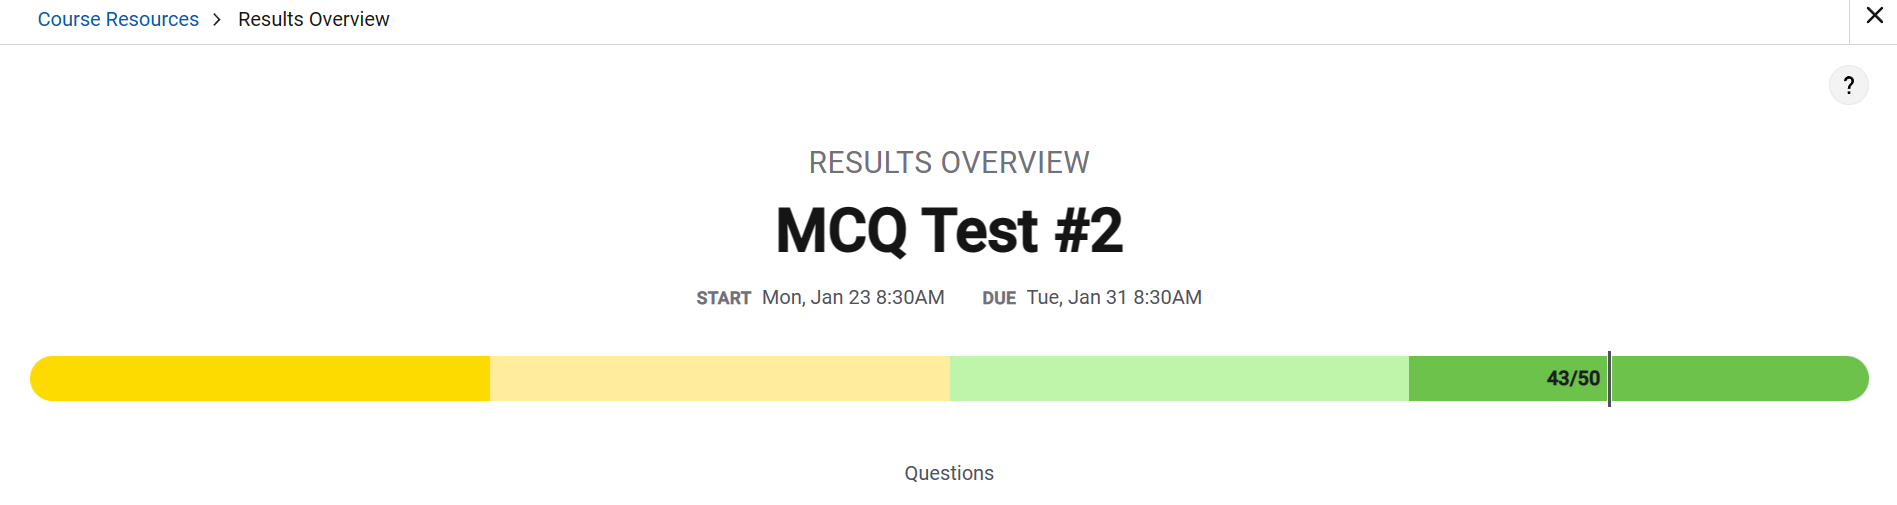 Course Resources > Results Overview
?
RESULTS OVERVIEW
MCQ Test #2
START Mon, Jan 23 8:30AM DUE Tue, Jan 31 8:30AM
43/50
Questions